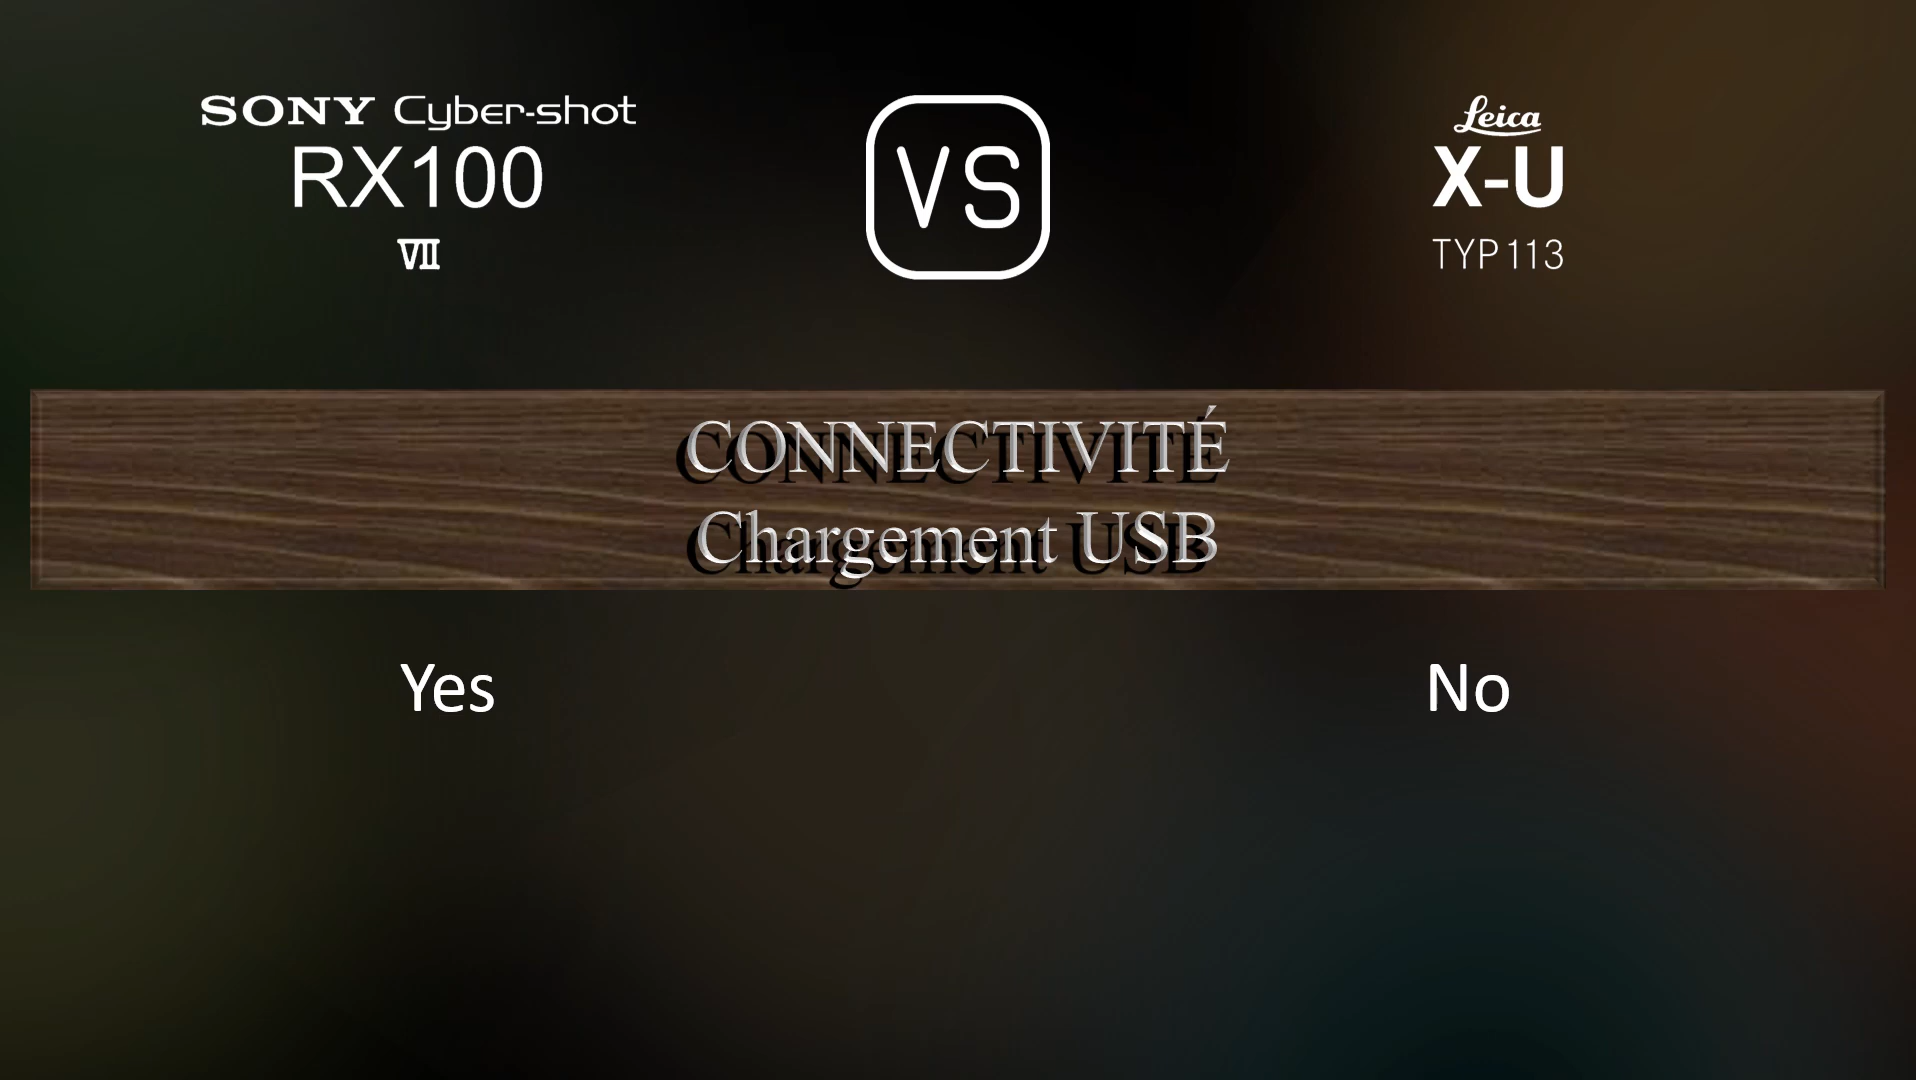 SONY Cyber-shot
RX100
VII
VS
Leica
X-U
TYP 113
CONNECTIVITÉ
Chargement USB
Yes
No